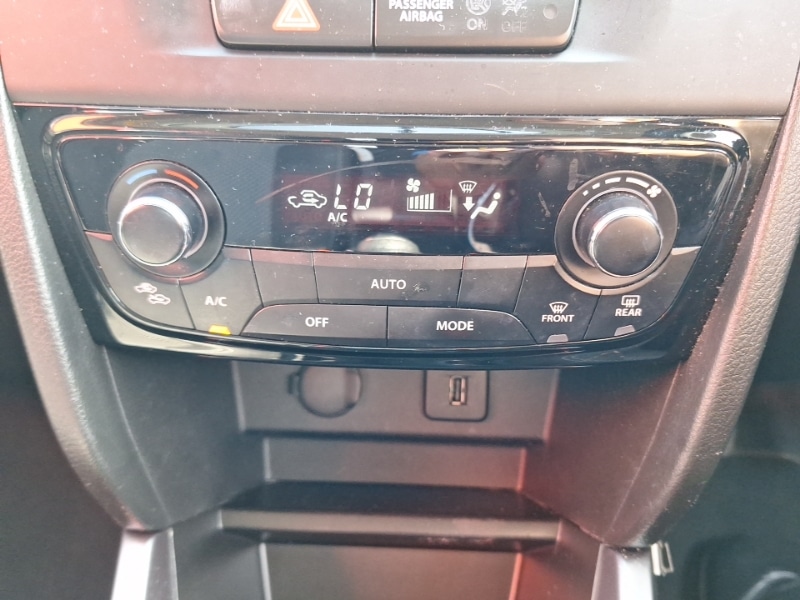 PASSENGER
AIRBAG
ON OFF
LO
A/C
A/C
AUTO
OFF
MODE
FRONT
REAR